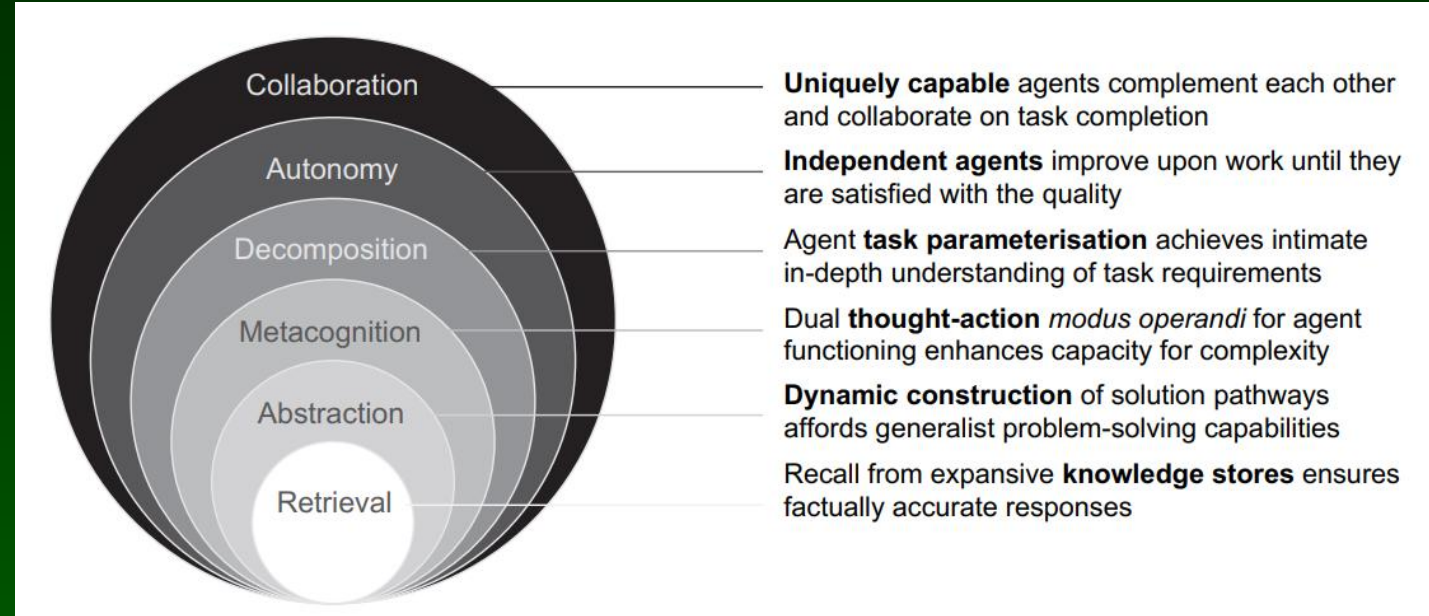 Collaboration
Uniquely capable agents complement each other
and collaborate on task completion
Autonomy
Independent agents improve upon work until they
are satisfied with the quality
Decomposition
Agent task parameterisation achieves intimate
in-depth understanding of task requirements
Metacognition
Dual thought-action modus operandi for agent
functioning enhances capacity for complexity
Abstraction
Dynamic construction of solution pathways
affords generalist problem-solving capabilities
Retrieval
Recall from expansive knowledge stores ensures
factually accurate responses